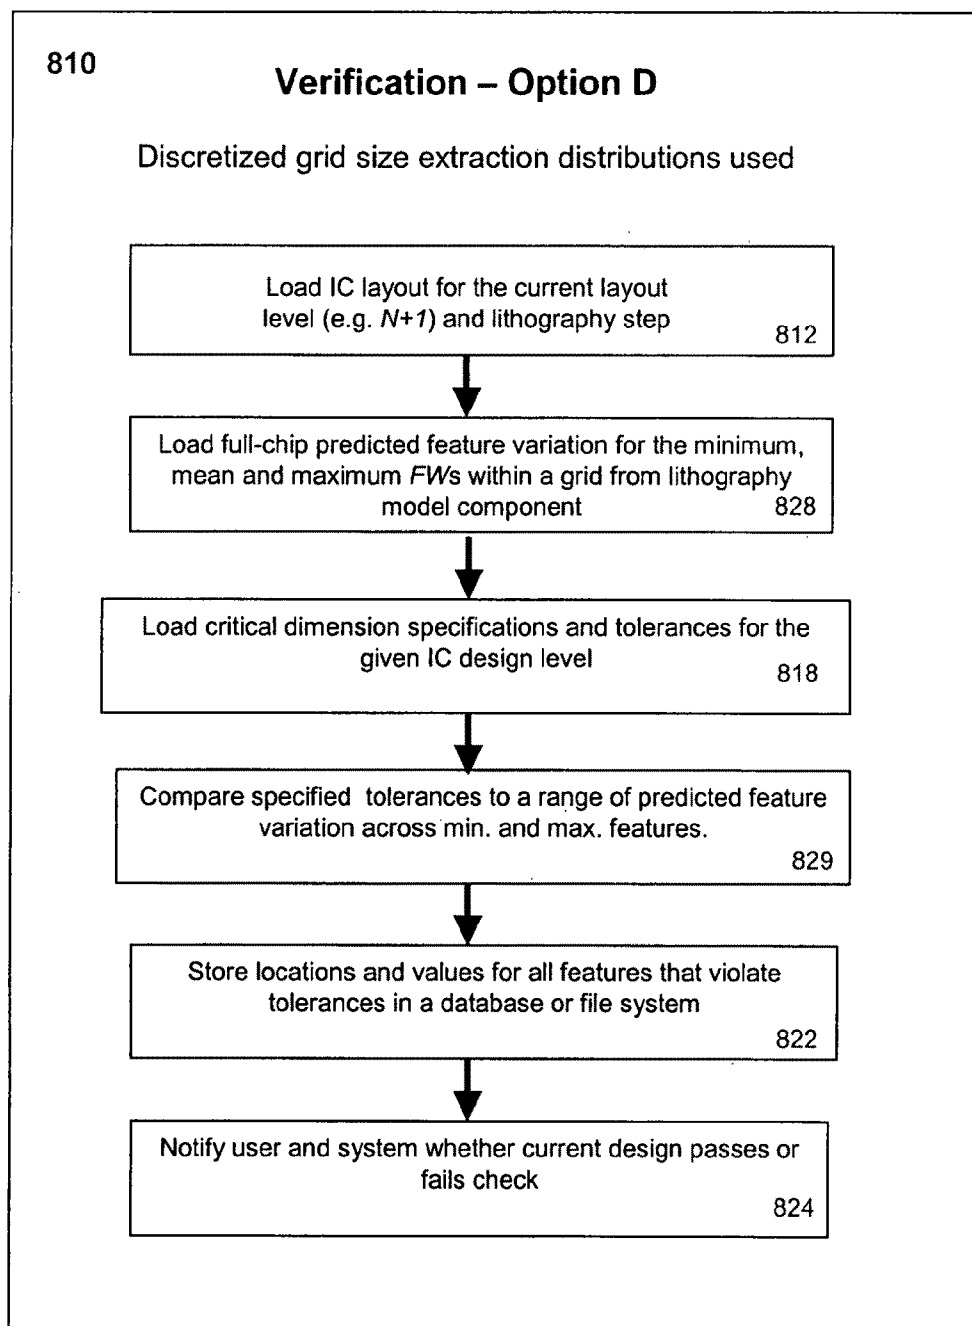 810
Verification – Option D
Discretized grid size extraction distributions used
Load IC layout for the current layout
level (e.g. N+1) and lithography step
812
Load full-chip predicted feature variation for the minimum,
mean and maximum FWs within a grid from lithography
model component
828
Load critical dimension specifications and tolerances for the
given IC design level
818
Compare specified tolerances to a range of predicted feature
variation across min. and max. features.
829
Store locations and values for all features that violate
tolerances in a database or file system
822
Notify user and system whether current design passes or
fails check
824